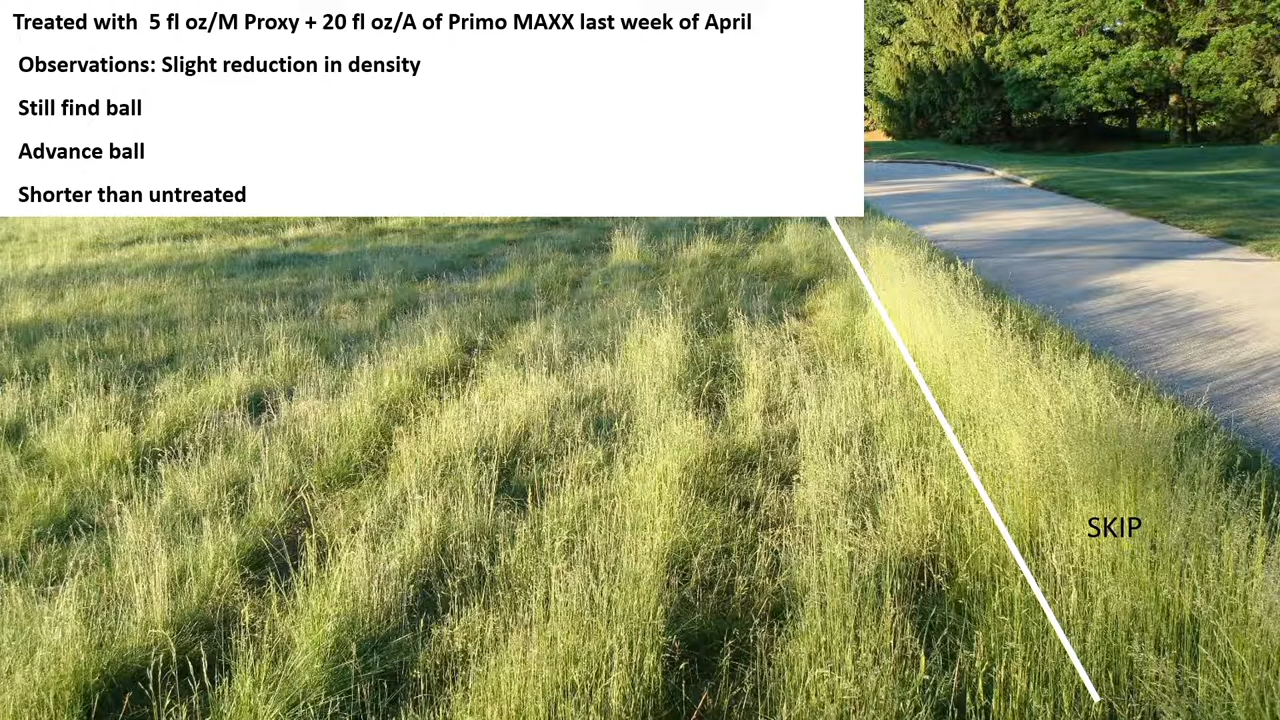 Treated with 5 fl oz/M Proxy + 20 fl oz/A of Primo MAXX last week of April
Observations: Slight reduction in density
Still find ball
Advance ball
Shorter than untreated
SKIP